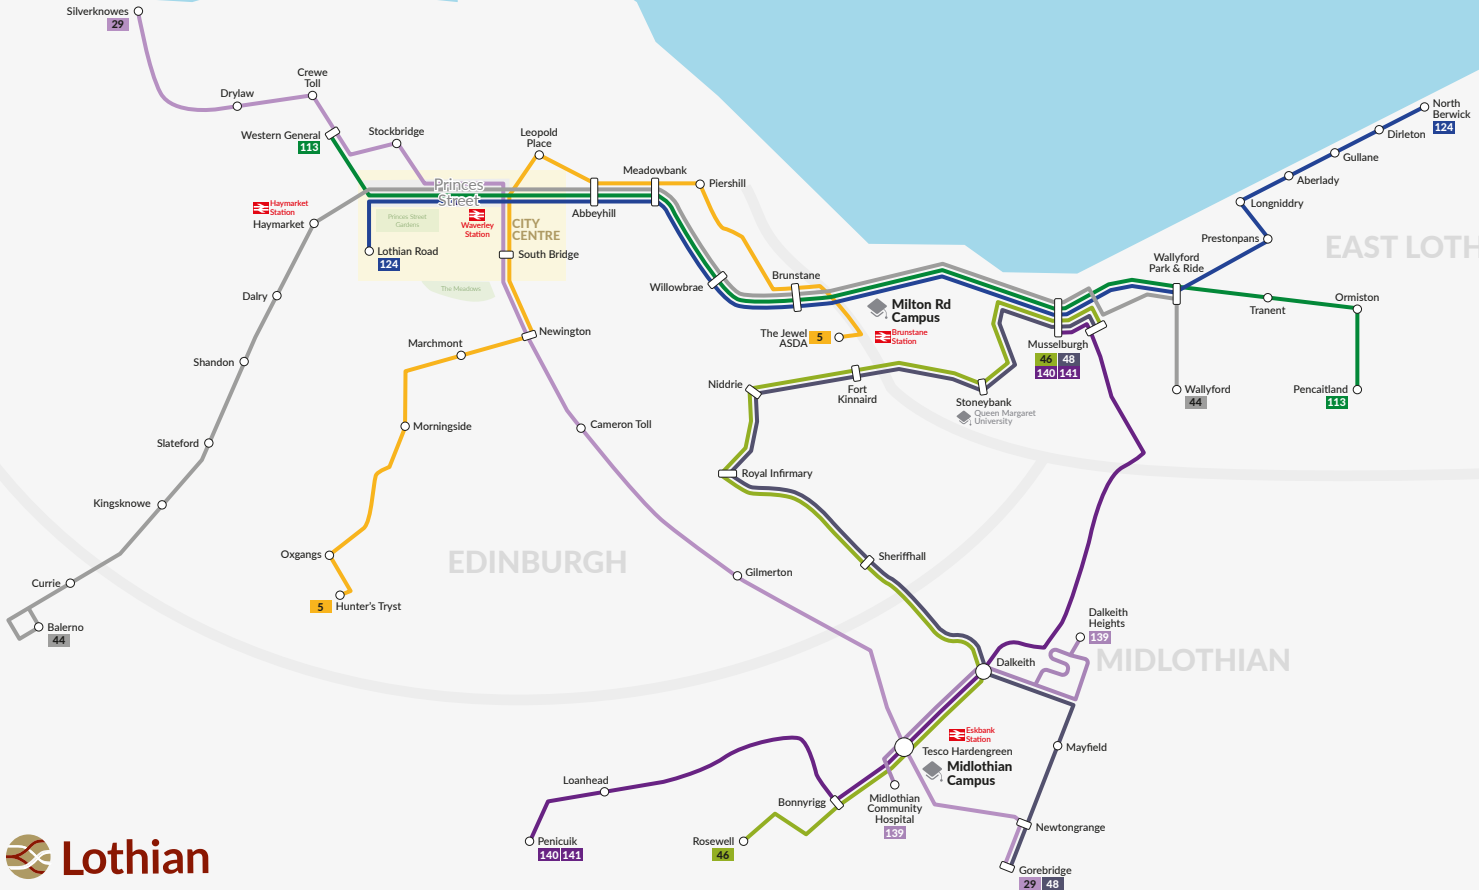 Silverknowes
29
Crewe
Toll
Drylaw
Western General
113
Stockbridge
Leopold
Place
Meadowbank
Piershill
North
Berwick
124
Dirleton
Gullane
Aberlady
Longniddry
Prestonpans
EAST LOTH
Princes
Street
Haymarket
Station
Haymarket
Princes Street
Gardens
Waverley
Station
CITY
CENTRE
Abbeyhill
Lothian Road
124
South Bridge
The Meadows
Willowbrae
Brunstane
Wallyford
Park & Ride
Dalry
Milton Rd
Campus
Tranent
Ormiston
The Jewel
ASDA
5
Brunstane
Station
Musselburgh
46
48
140
141
Newington
Marchmont
Shandon
Niddrie
Fort
Kinnaird
Stoneybank
Queen Margaret
University
Wallyford
44
Pencaitland
113
Morningside
Cameron Toll
Slateford
Royal Infirmary
Kingsknowe
Oxgangs
EDINBURGH
Sheriffhall
Gilmerton
Currie
5
Hunter's Tryst
Balerno
44
Dalkeith
Heights
139
Dalkeith
MIDLOTHIAN
Eskbank
Station
Tesco Hardengreen
Midlothian
Campus
Mayfield
Loanhead
Bonnyrigg
Midlothian
Community
Hospital
139
Newtongrange
Penicuik
140
141
Rosewell
46
Gorebridge
29
48
Lothian